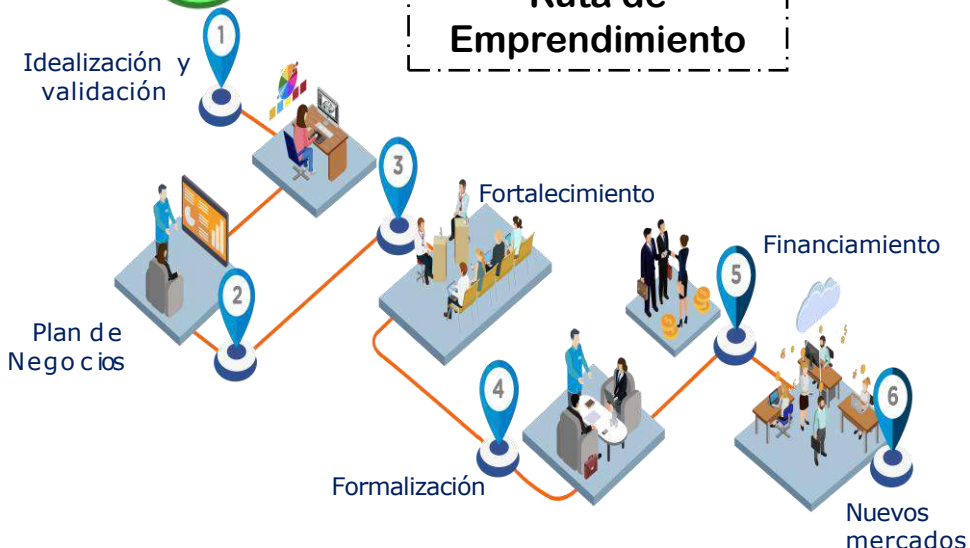 Ruta de
Emprendimiento
1
Idealización y
validación
3
Fortalecimiento
Financiamiento
5
2
Plan de
Negocios
4
6
Formalización
Nuevos
mercados